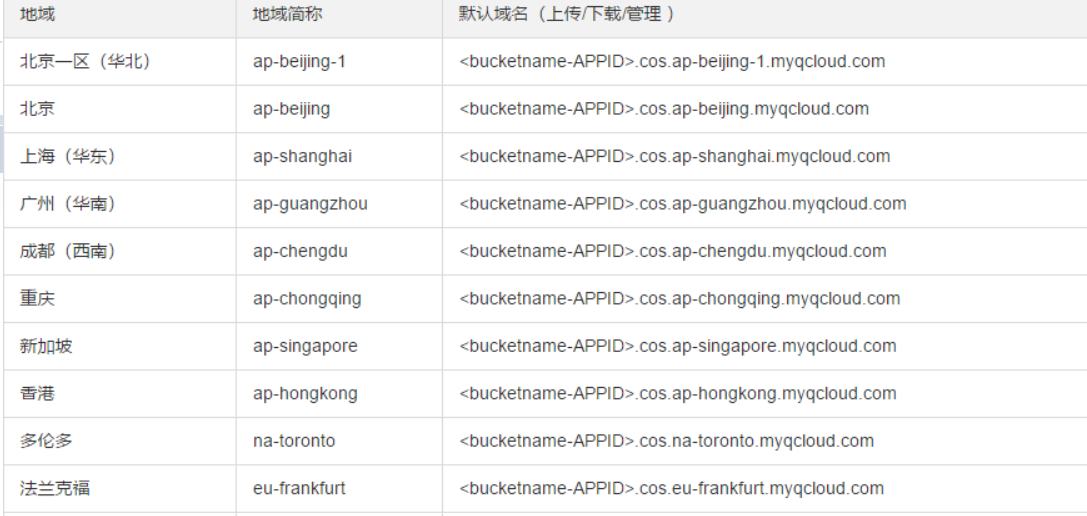 地域 地域简称 默认域名（上传/下载/管理 ）
北京一区（华北） ap-beijing-1 <bucketname-APPID>.cos.ap-beijing-1.myqcloud.com
北京 ap-beijing <bucketname-APPID>.cos.ap-beijing.myqcloud.com
上海（华东） ap-shanghai <bucketname-APPID>.cos.ap-shanghai.myqcloud.com
广州（华南） ap-guangzhou <bucketname-APPID>.cos.ap-guangzhou.myqcloud.com
成都（西南） ap-chengdu <bucketname-APPID>.cos.ap-chengdu.myqcloud.com
重庆 ap-chongqing <bucketname-APPID>.cos.ap-chongqing.myqcloud.com
新加坡 ap-singapore <bucketname-APPID>.cos.ap-singapore.myqcloud.com
香港 ap-hongkong <bucketname-APPID>.cos.ap-hongkong.myqcloud.com
多伦多 na-toronto <bucketname-APPID>.cos.na-toronto.myqcloud.com
法兰克福 eu-frankfurt <bucketname-APPID>.cos.eu-frankfurt.myqcloud.com